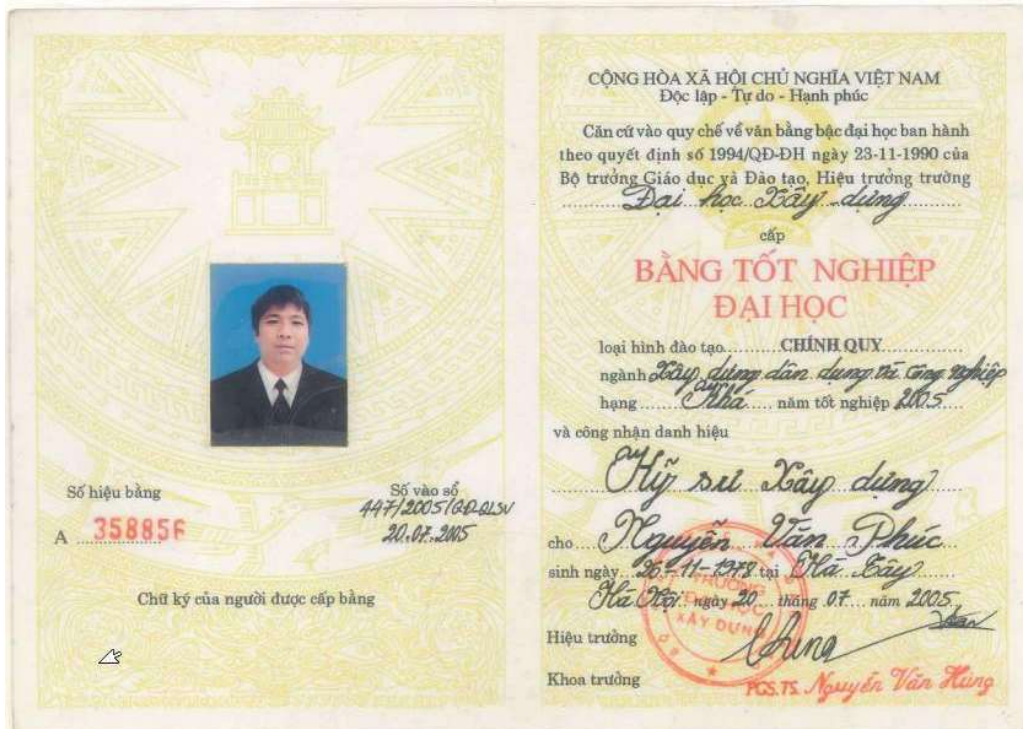 Số hiệu bằng
A 358856
Số vào sổ
447/2005/QĐ-QLSV
20.07.2005
Chữ ký của người được cấp bằng
CỘNG HÒA XÃ HỘI CHỦ NGHĨA VIỆT NAM
Độc lập - Tự do - Hạnh phúc
Căn cứ vào quy chế về văn bằng bậc đại học ban hành
theo quyết định số 1994/QĐ-ĐH ngày 23-11-1990 của
Bộ trưởng Giáo dục và Đào tạo, Hiệu trưởng trường
Đại học Xây dựng
cấp
BẰNG TỐT NGHIỆP
ĐẠI HỌC
loại hình đào tạo CHÍNH QUY
ngành Xây dựng dân dụng và Công nghiệp
hạng Khá năm tốt nghiệp 2005
và công nhận danh hiệu
Kỹ sư Xây dựng
cho Nguyễn Văn Phúc
sinh ngày 26-11-1978 tại Hà Tây
Hà Nội ngày 20 tháng 07 năm 2005
TRƯỜNG
ĐẠI HỌC
XÂY DỰNG
Hiệu trưởng
Khoa trưởng
PGS.TS. Nguyễn Văn Hùng